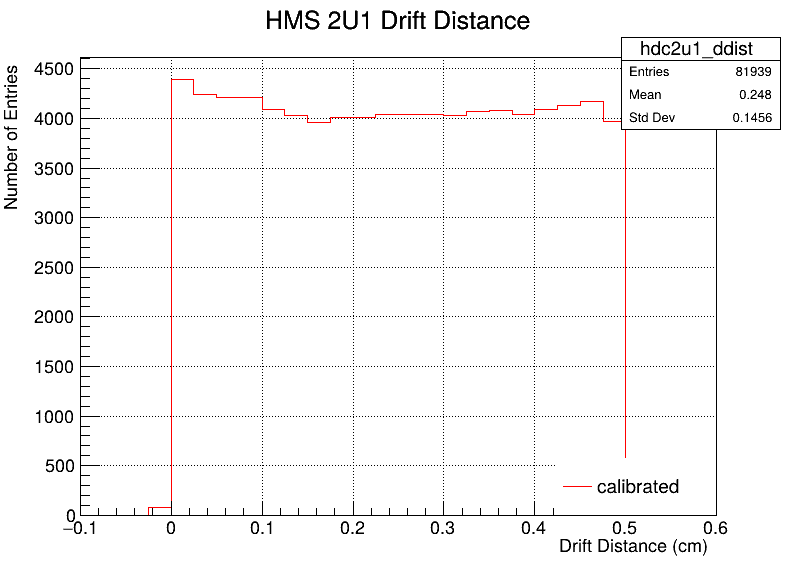 HMS 2U1 Drift Distance
hdc2u1_ddist
Entries 81939
Mean 0.248
Std Dev 0.1456
Number of Entries
4500
4000
3500
3000
2500
2000
1500
1000
500
0
calibrated
−0.1 0 0.1 0.2 0.3 0.4 0.5 0.6
Drift Distance (cm)